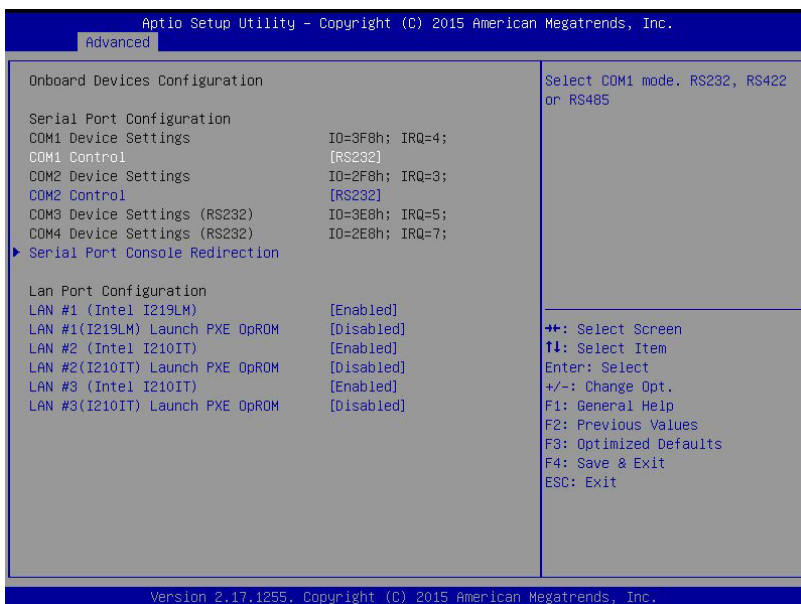 Aptio Setup Utility – Copyright (C) 2015 American Megatrends, Inc.
Advanced
Onboard Devices Configuration
Serial Port Configuration
COM1 Device Settings IO=3F8h; IRQ=4;
COM1 Control [RS232]
COM2 Device Settings IO=2F8h; IRQ=3;
COM2 Control [RS232]
COM3 Device Settings (RS232) IO=3E8h; IRQ=5;
COM4 Device Settings (RS232) IO=2E8h; IRQ=7;
Serial Port Console Redirection
Lan Port Configuration
LAN #1 (Intel I219LM) [Enabled]
LAN #1(I219LM) Launch PXE OpROM [Disabled]
LAN #2 (Intel I210IT) [Enabled]
LAN #2(I210IT) Launch PXE OpROM [Disabled]
LAN #3 (Intel I210IT) [Enabled]
LAN #3(I210IT) Launch PXE OpROM [Disabled]
Select COM1 mode. RS232, RS422
or RS485
→←: Select Screen
↑↓: Select Item
Enter: Select
+/-: Change Opt.
F1: General Help
F2: Previous Values
F3: Optimized Defaults
F4: Save & Exit
ESC: Exit
Version 2.17.1255. Copyright (C) 2015 American Megatrends, Inc.